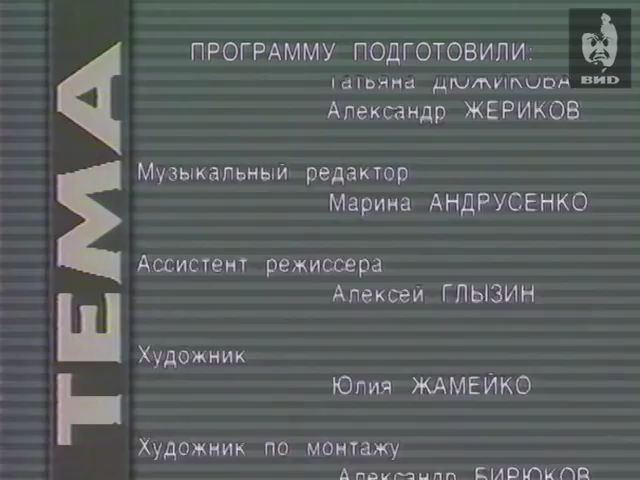 ТЕМА
ПРОГРАММУ ПОДГОТОВИЛИ:
Татьяна ДЮЖИКОВА
Александр ЖЕРИКОВ
Музыкальный редактор
Марина АНДРУСЕНКО
Ассистент режиссера
Алексей ГЛЫЗИН
Художник
Юлия ЖАМЕЙКО
Художник по монтажу
Александр БИРЮКОВ
ВИD